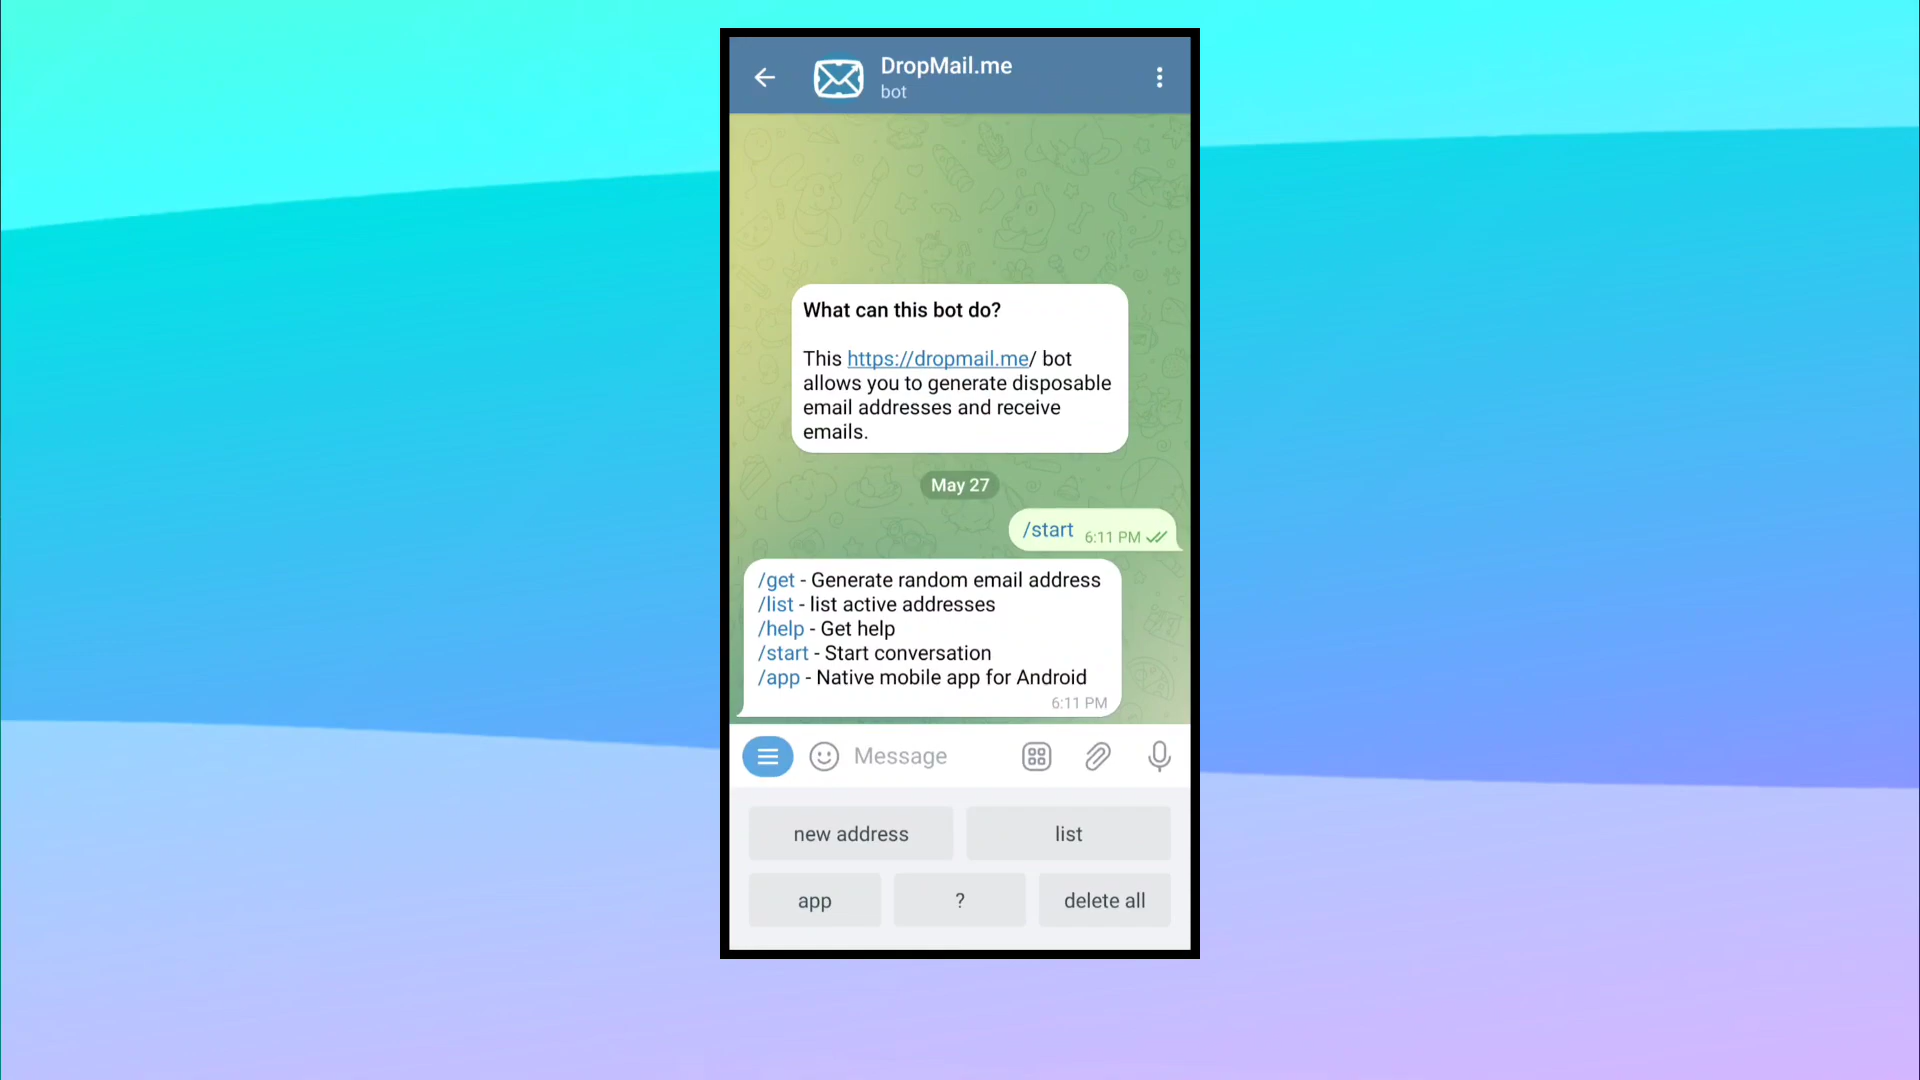 DropMail.me
bot
What can this bot do?
This https://dropmail.me/ bot
allows you to generate disposable
email addresses and receive
emails.
May 27
/start 6:11 PM
/get - Generate random email address
/list - list active addresses
/help - Get help
/start - Start conversation
/app - Native mobile app for Android
6:11 PM
Message
new address list
app ? delete all